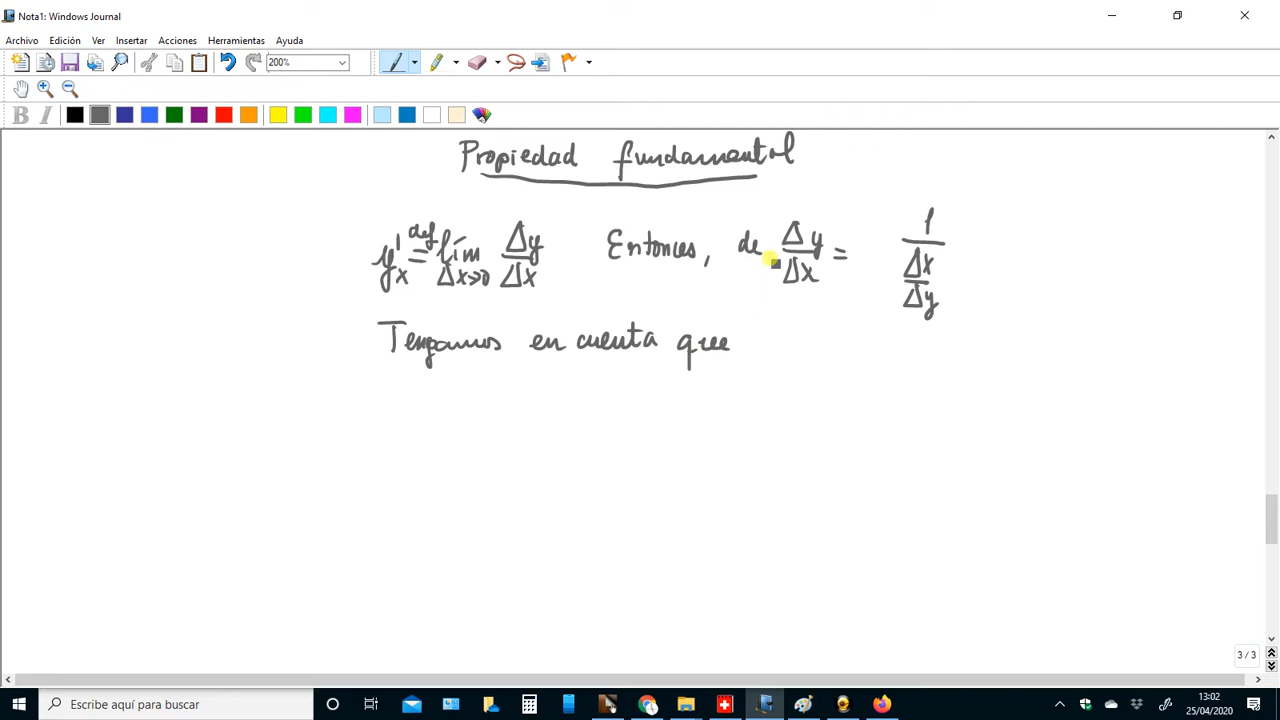 Nota1: Windows Journal
Archivo Edición Ver Insertar Acciones Herramientas Ayuda
200%
B I
Propiedad fundamental
y'x def= lím Δx→0 Δy/Δx Entonces, de Δy/Δx = 1/(Δx/Δy)
Tengamos en cuenta que
3 / 3
Escribe aquí para buscar
13:02
25/04/2020